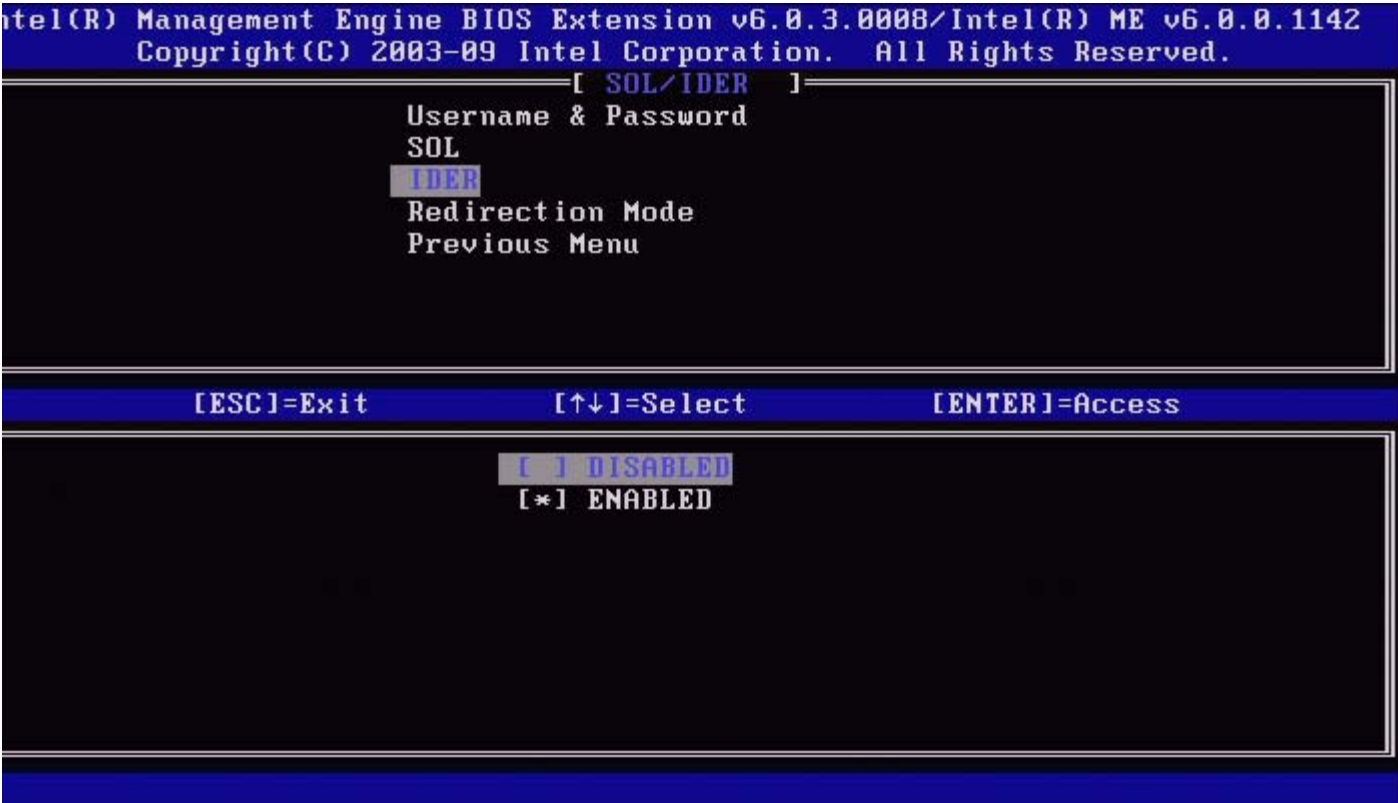 ntel(R) Management Engine BIOS Extension v6.0.3.0008/Intel(R) ME v6.0.0.1142
Copyright(C) 2003-09 Intel Corporation. All Rights Reserved.
[ SOL/IDER ]
Username & Password
SOL
IDER
Redirection Mode
Previous Menu
[ESC]=Exit [↑↓]=Select [ENTER]=Access
[ ] DISABLED
[*] ENABLED